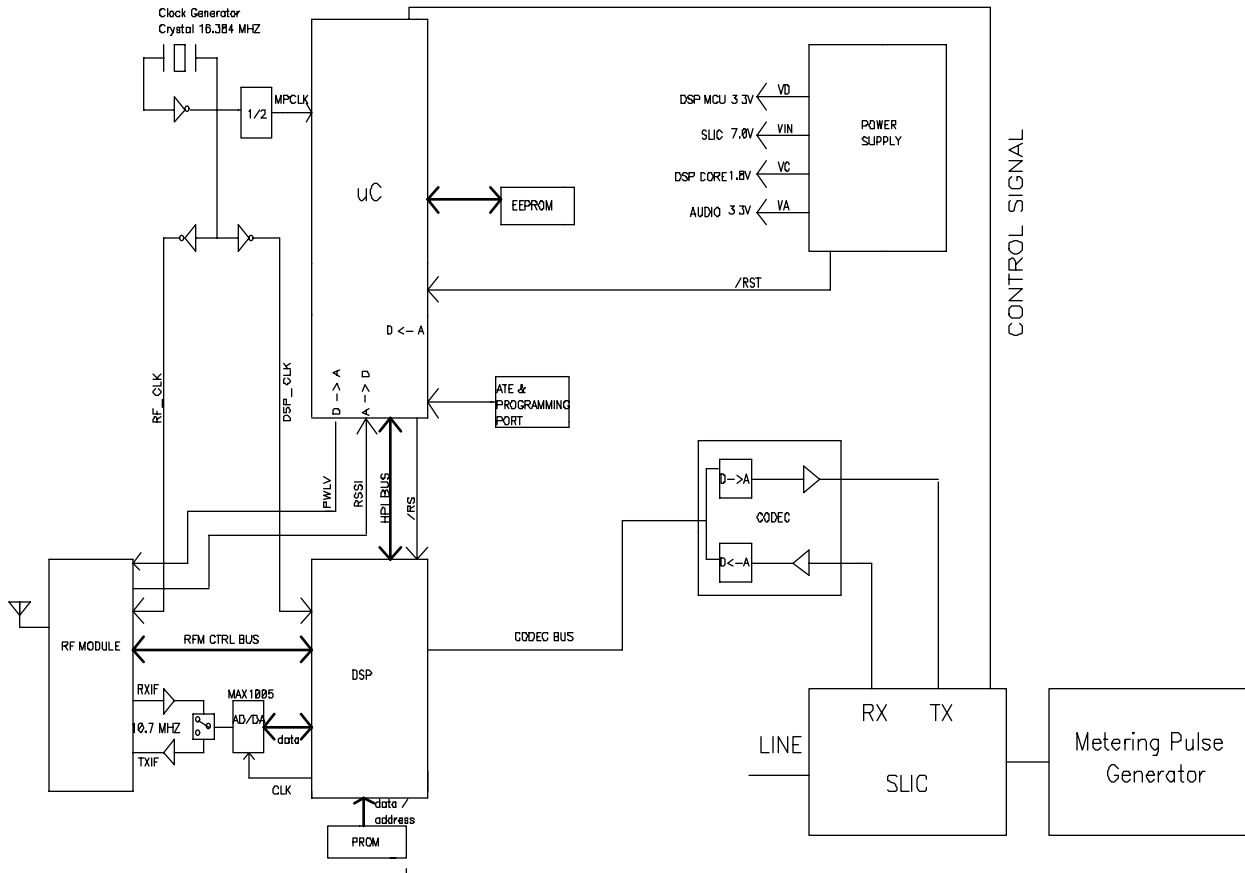 Clock Generator
Crystal 16.384 MHZ
1/2
MPCLK
uC
EEPROM
DSP MCU 3.3V
VD
SLIC 7.0V
VIN
DSP CORE 1.8V
VC
AUDIO 3.3V
VA
POWER
SUPPLY
CONTROL SIGNAL
/RST
D <- A
D -> A
A -> D
ATE &
PROGRAMMING
PORT
RF_CLK
DSP_CLK
PWLV
RSSI
HPI BUS
/RS
D->A
CODEC
D<-A
RF MODULE
RFM CTRL BUS
DSP
CODEC BUS
RXIF
10.7 MHZ
TXIF
MAX1005
AD/DA
data
CLK
data /
address
PROM
LINE
RX
TX
SLIC
Metering Pulse
Generator